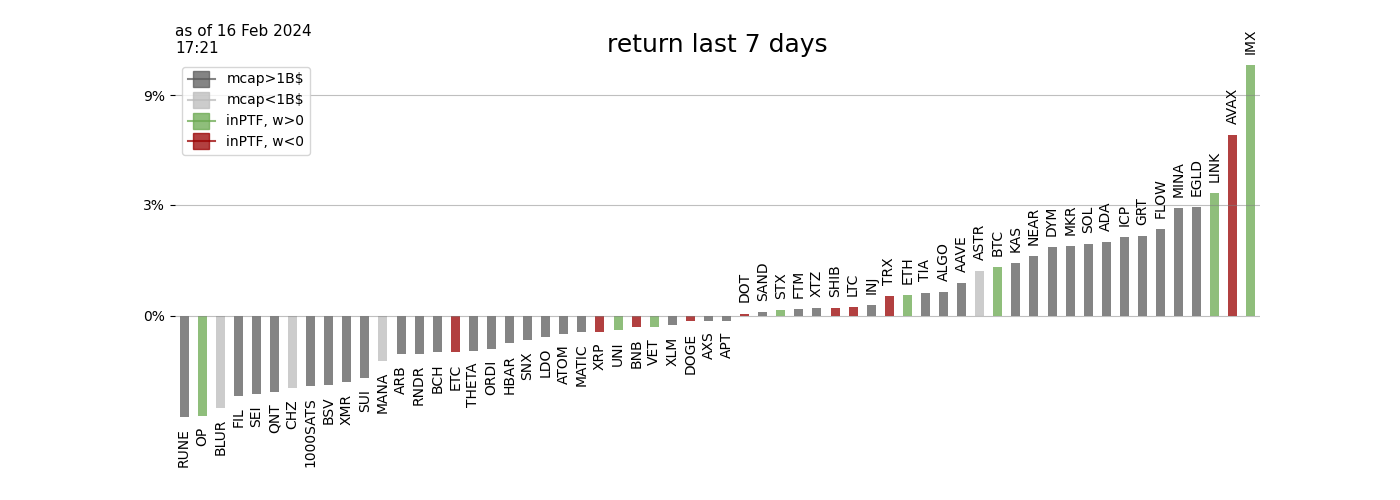 as of 16 Feb 2024
17:21
return last 7 days
mcap>1B$
mcap<1B$
inPTF, w>0
inPTF, w<0
9%
3%
0%
RUNE
OP
BLUR
FIL
SEI
QNT
CHZ
1000SATS
BSV
XMR
SUI
MANA
ARB
RNDR
BCH
ETC
THETA
ORDI
HBAR
SNX
LDO
ATOM
MATIC
XRP
UNI
BNB
VET
XLM
DOGE
AXS
APT
DOT
SAND
STX
FTM
XTZ
SHIB
LTC
INJ
TRX
ETH
TIA
ALGO
AAVE
ASTR
BTC
KAS
NEAR
DYM
MKR
SOL
ADA
ICP
GRT
FLOW
MINA
EGLD
LINK
AVAX
IMX